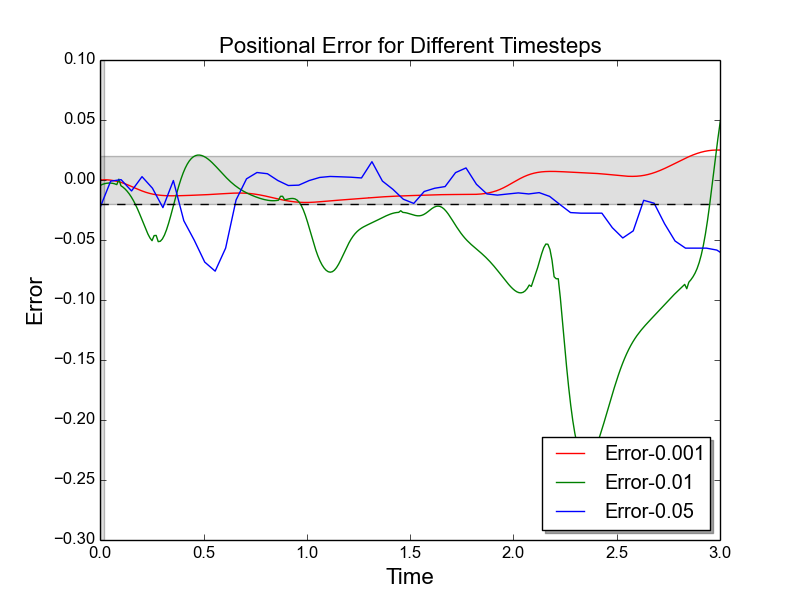 Positional Error for Different Timesteps
0.10
0.05
0.00
−0.05
−0.10
−0.15
−0.20
−0.25
−0.30
Error
Error-0.001
Error-0.01
Error-0.05
0.0 0.5 1.0 1.5 2.0 2.5 3.0
Time